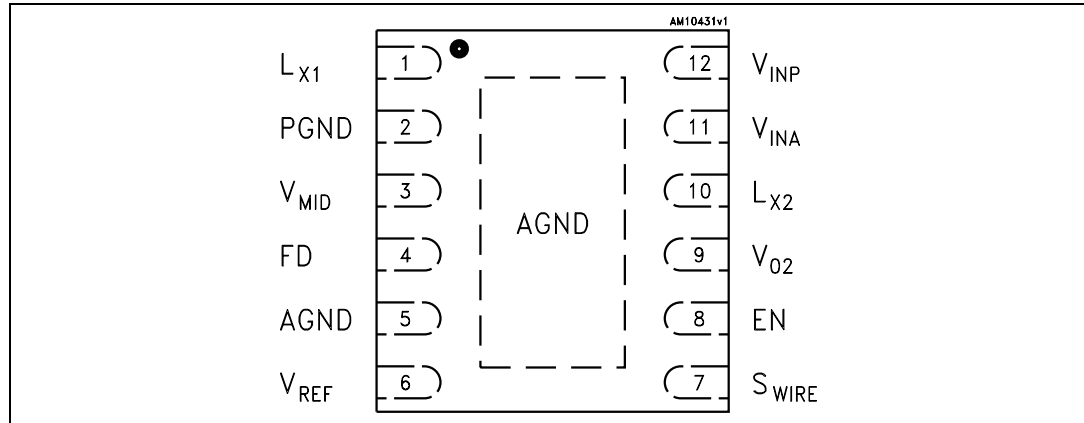 AM10431v1
LX1 1 12 VINP
PGND 2 11 VINA
VMID 3 10 LX2
AGND
FD 4 9 VO2
AGND 5 8 EN
VREF 6 7 SWIRE